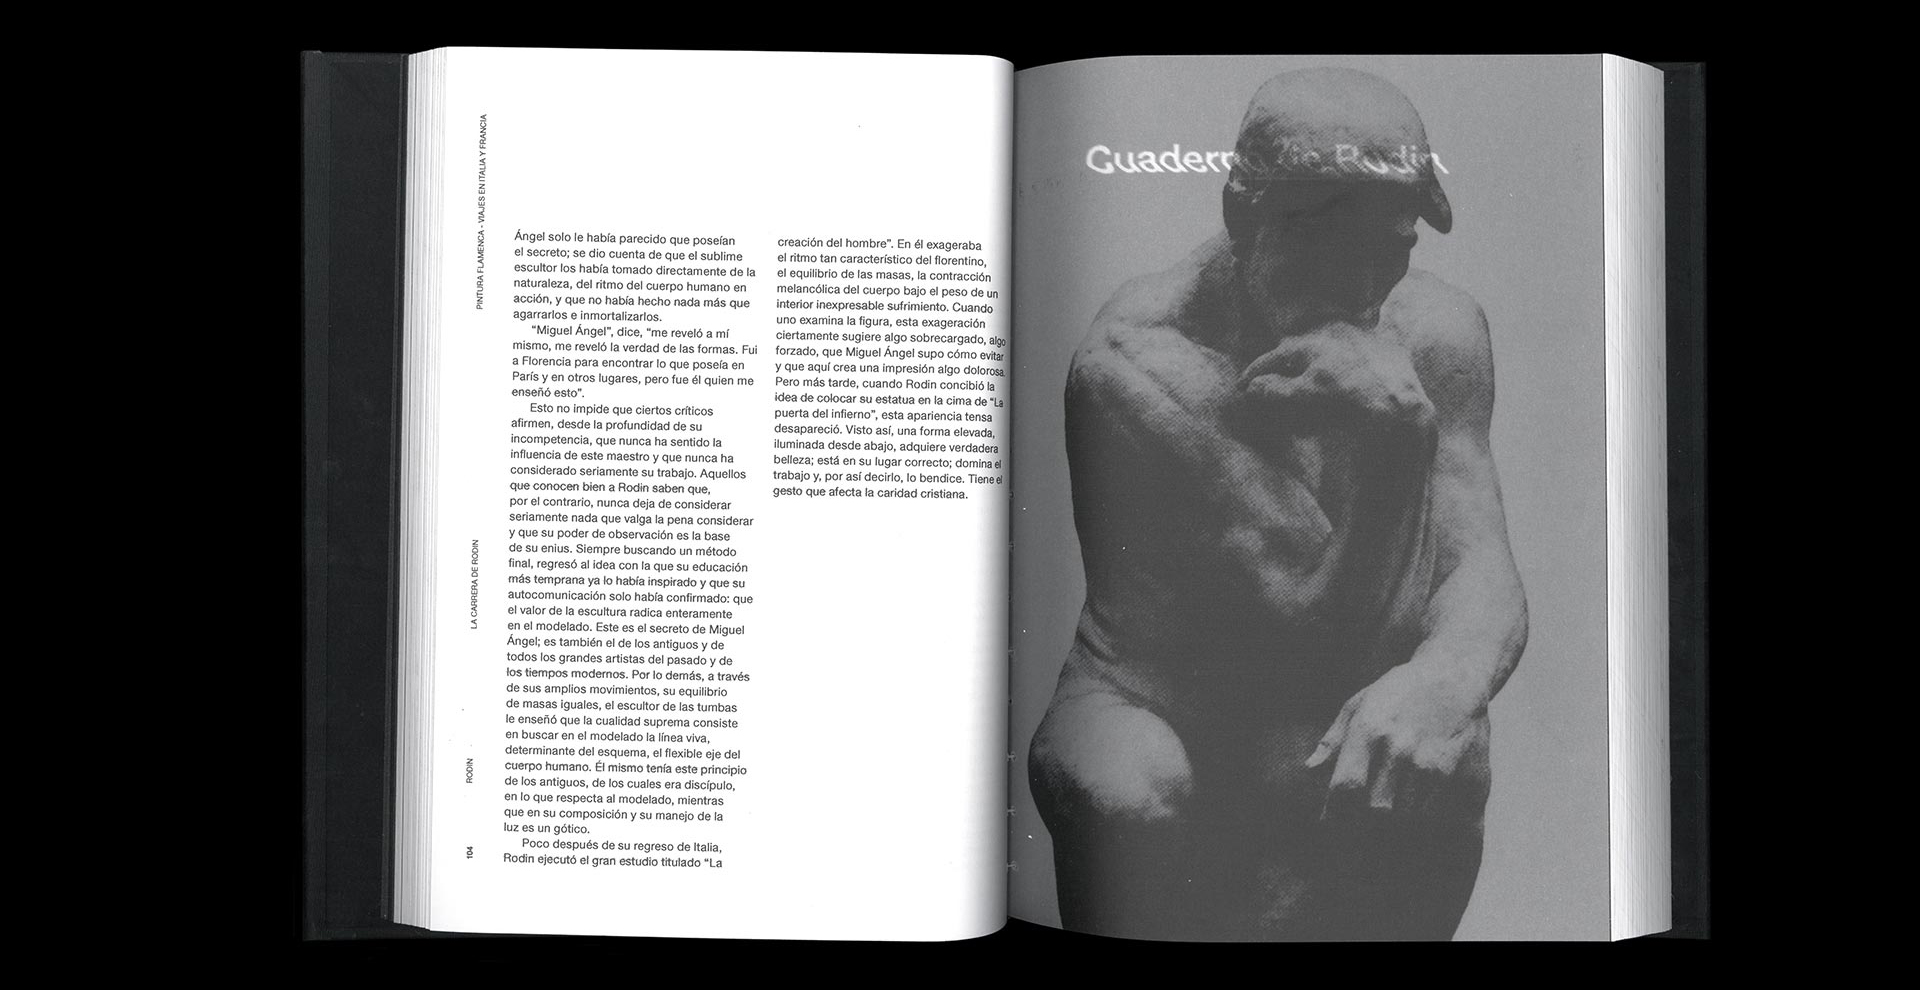 PINTURA FLAMENCA - VIAJES EN ITALIA Y FRANCIA
LA CARRERA DE RODIN
RODIN
104
Ángel solo le había parecido que poseían
el secreto; se dio cuenta de que el sublime
escultor los había tomado directamente de la
naturaleza, del ritmo del cuerpo humano en
acción, y que no había hecho nada más que
agarrarlos e inmortalizarlos.
“Miguel Ángel”, dice, “me reveló a mí
mismo, me reveló la verdad de las formas. Fui
a Florencia para encontrar lo que poseía en
París y en otros lugares, pero fue él quien me
enseñó esto”.
Esto no impide que ciertos críticos
afirmen, desde la profundidad de su
incompetencia, que nunca ha sentido la
influencia de este maestro y que nunca ha
considerado seriamente su trabajo. Aquellos
que conocen bien a Rodin saben que,
por el contrario, nunca deja de considerar
seriamente nada que valga la pena considerar
y que su poder de observación es la base
de su enius. Siempre buscando un método
final, regresó al idea con la que su educación
más temprana ya lo había inspirado y que su
autocomunicación solo había confirmado: que
el valor de la escultura radica enteramente
en el modelado. Este es el secreto de Miguel
Ángel; es también el de los antiguos y de
todos los grandes artistas del pasado y de
los tiempos modernos. Por lo demás, a través
de sus amplios movimientos, su equilibrio
de masas iguales, el escultor de las tumbas
le enseñó que la cualidad suprema consiste
en buscar en el modelado la línea viva,
determinante del esquema, el flexible eje del
cuerpo humano. Él mismo tenía este principio
de los antiguos, de los cuales era discípulo,
en lo que respecta al modelado, mientras
que en su composición y su manejo de la
luz es un gótico.
Poco después de su regreso de Italia,
Rodin ejecutó el gran estudio titulado “La
creación del hombre”. En él exageraba
el ritmo tan característico del florentino,
el equilibrio de las masas, la contracción
melancólica del cuerpo bajo el peso de un
interior inexpresable sufrimiento. Cuando
uno examina la figura, esta exageración
ciertamente sugiere algo sobrecargado, algo
forzado, que Miguel Ángel supo cómo evitar
y que aquí crea una impresión algo dolorosa.
Pero más tarde, cuando Rodin concibió la
idea de colocar su estatua en la cima de “La
puerta del infierno”, esta apariencia tensa
desapareció. Visto así, una forma elevada,
iluminada desde abajo, adquiere verdadera
belleza; está en su lugar correcto; domina el
trabajo y, por así decirlo, lo bendice. Tiene el
gesto que afecta la caridad cristiana.
de Rodin